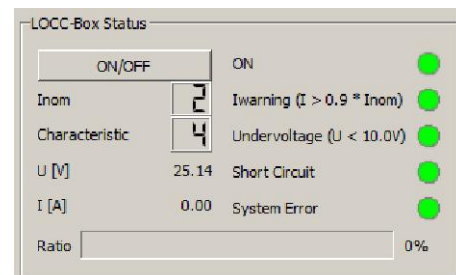 LOCC-Box Status
ON/OFF ON
Inom 2 Iwarning (I > 0.9 * Inom)
Characteristic 4 Undervoltage (U < 10.0V)
U [V] 25.14 Short Circuit
I [A] 0.00 System Error
Ratio 0%